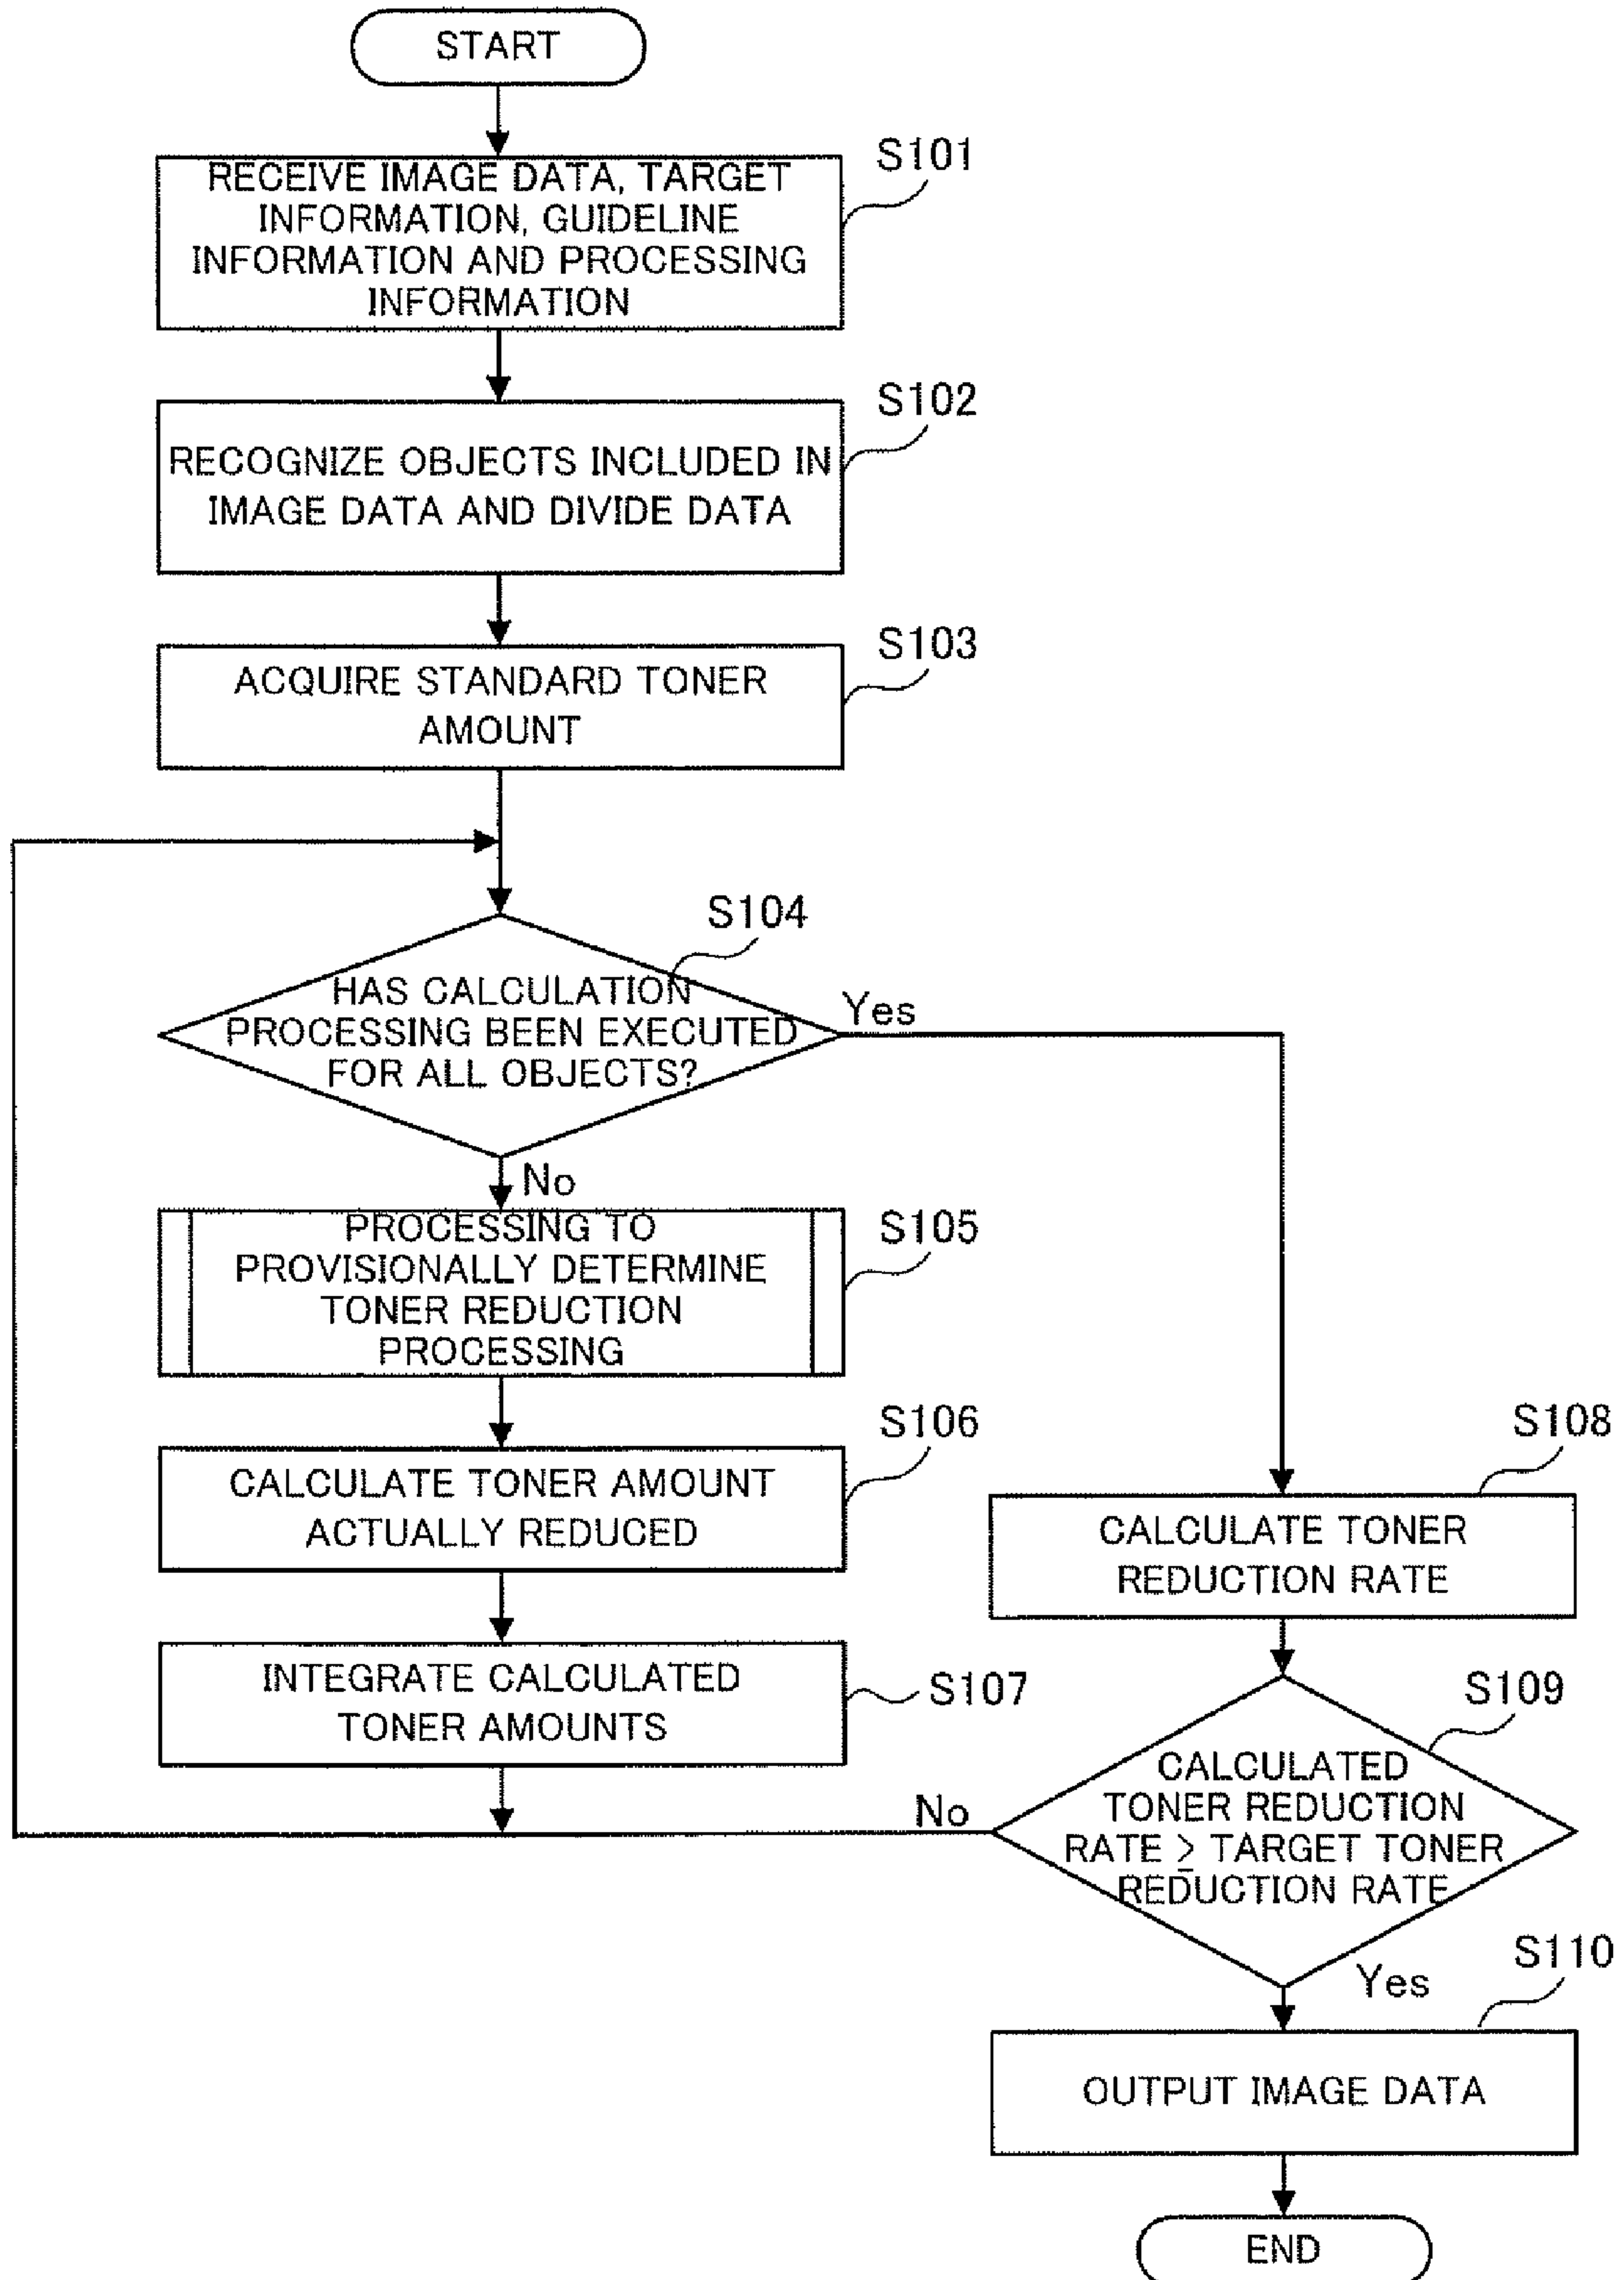 START
S101
RECEIVE IMAGE DATA, TARGET
INFORMATION, GUIDELINE
INFORMATION AND PROCESSING
INFORMATION
S102
RECOGNIZE OBJECTS INCLUDED IN
IMAGE DATA AND DIVIDE DATA
S103
ACQUIRE STANDARD TONER
AMOUNT
S104
HAS CALCULATION
PROCESSING BEEN EXECUTED
FOR ALL OBJECTS?
Yes
No
S105
PROCESSING TO
PROVISIONALLY DETERMINE
TONER REDUCTION
PROCESSING
S106
CALCULATE TONER AMOUNT
ACTUALLY REDUCED
S107
INTEGRATE CALCULATED
TONER AMOUNTS
S108
CALCULATE TONER
REDUCTION RATE
S109
CALCULATED
TONER REDUCTION
RATE ≥ TARGET TONER
REDUCTION RATE
No
Yes
S110
OUTPUT IMAGE DATA
END